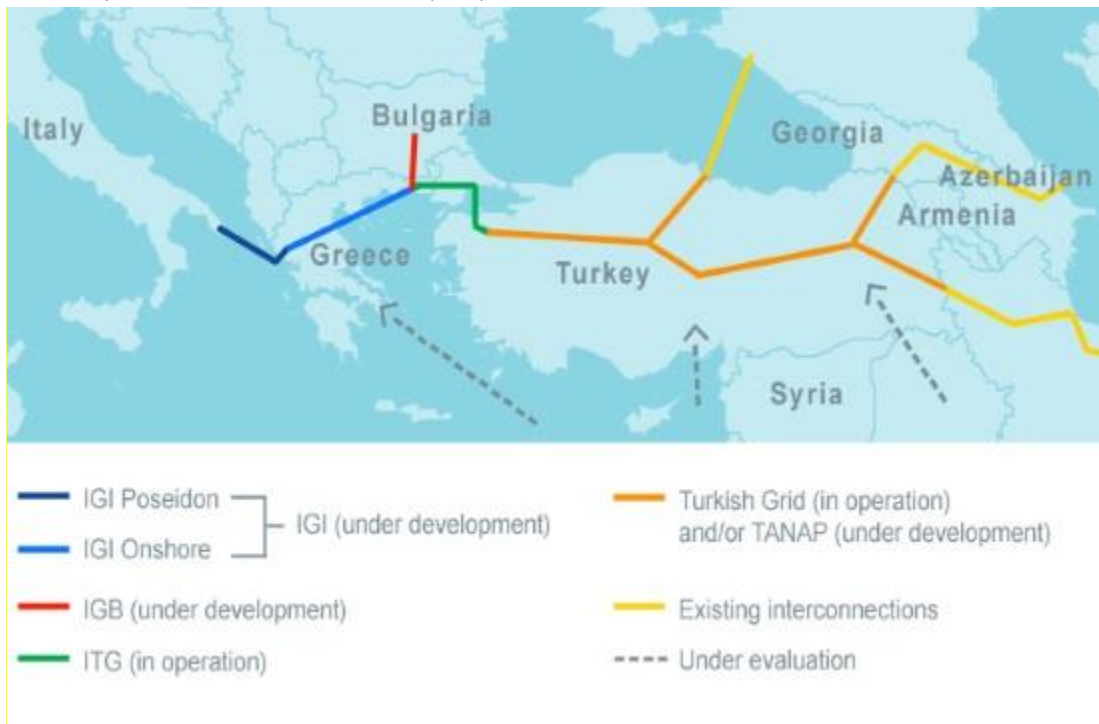 Italy
Bulgaria
Georgia
Azerbaijan
Armenia
Greece
Turkey
Syria
IGI Poseidon
IGI Onshore
IGI (under development)
IGB (under development)
ITG (in operation)
Turkish Grid (in operation)
and/or TANAP (under development)
Existing interconnections
Under evaluation